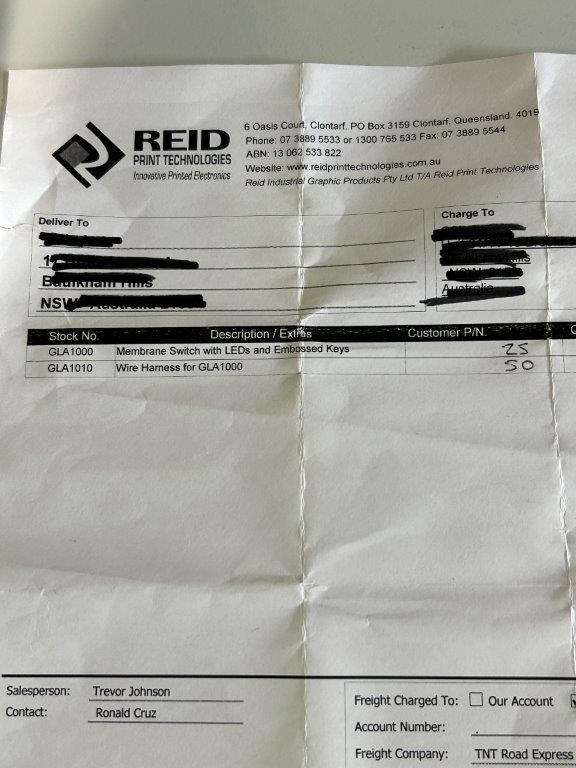 REID
PRINT TECHNOLOGIES
Innovative Printed Electronics
6 Oasis Court, Clontarf. PO Box 3159 Clontarf. Queensland. 4019
Phone: 07 3889 5533 or 1300 765 533 Fax: 07 3889 5544
ABN: 13 062 533 822
Website: www.reidprinttechnologies.com.au
Reid Industrial Graphic Products Pty Ltd T/A Reid Print Technologies
Deliver To
Baulkham Hills
NSW Australia
Charge To
Australia
Stock No. Description / Extras Customer P/N.
GLA1000 Membrane Switch with LEDs and Embossed Keys 25
GLA1010 Wire Harness for GLA1000 50
Salesperson: Trevor Johnson
Contact: Ronald Cruz
Freight Charged To: Our Account
Account Number:
Freight Company: TNT Road Express